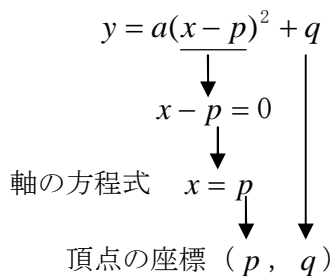 y = a(x − p)² + q
x − p = 0
軸の方程式 x = p
頂点の座標 ( p , q )